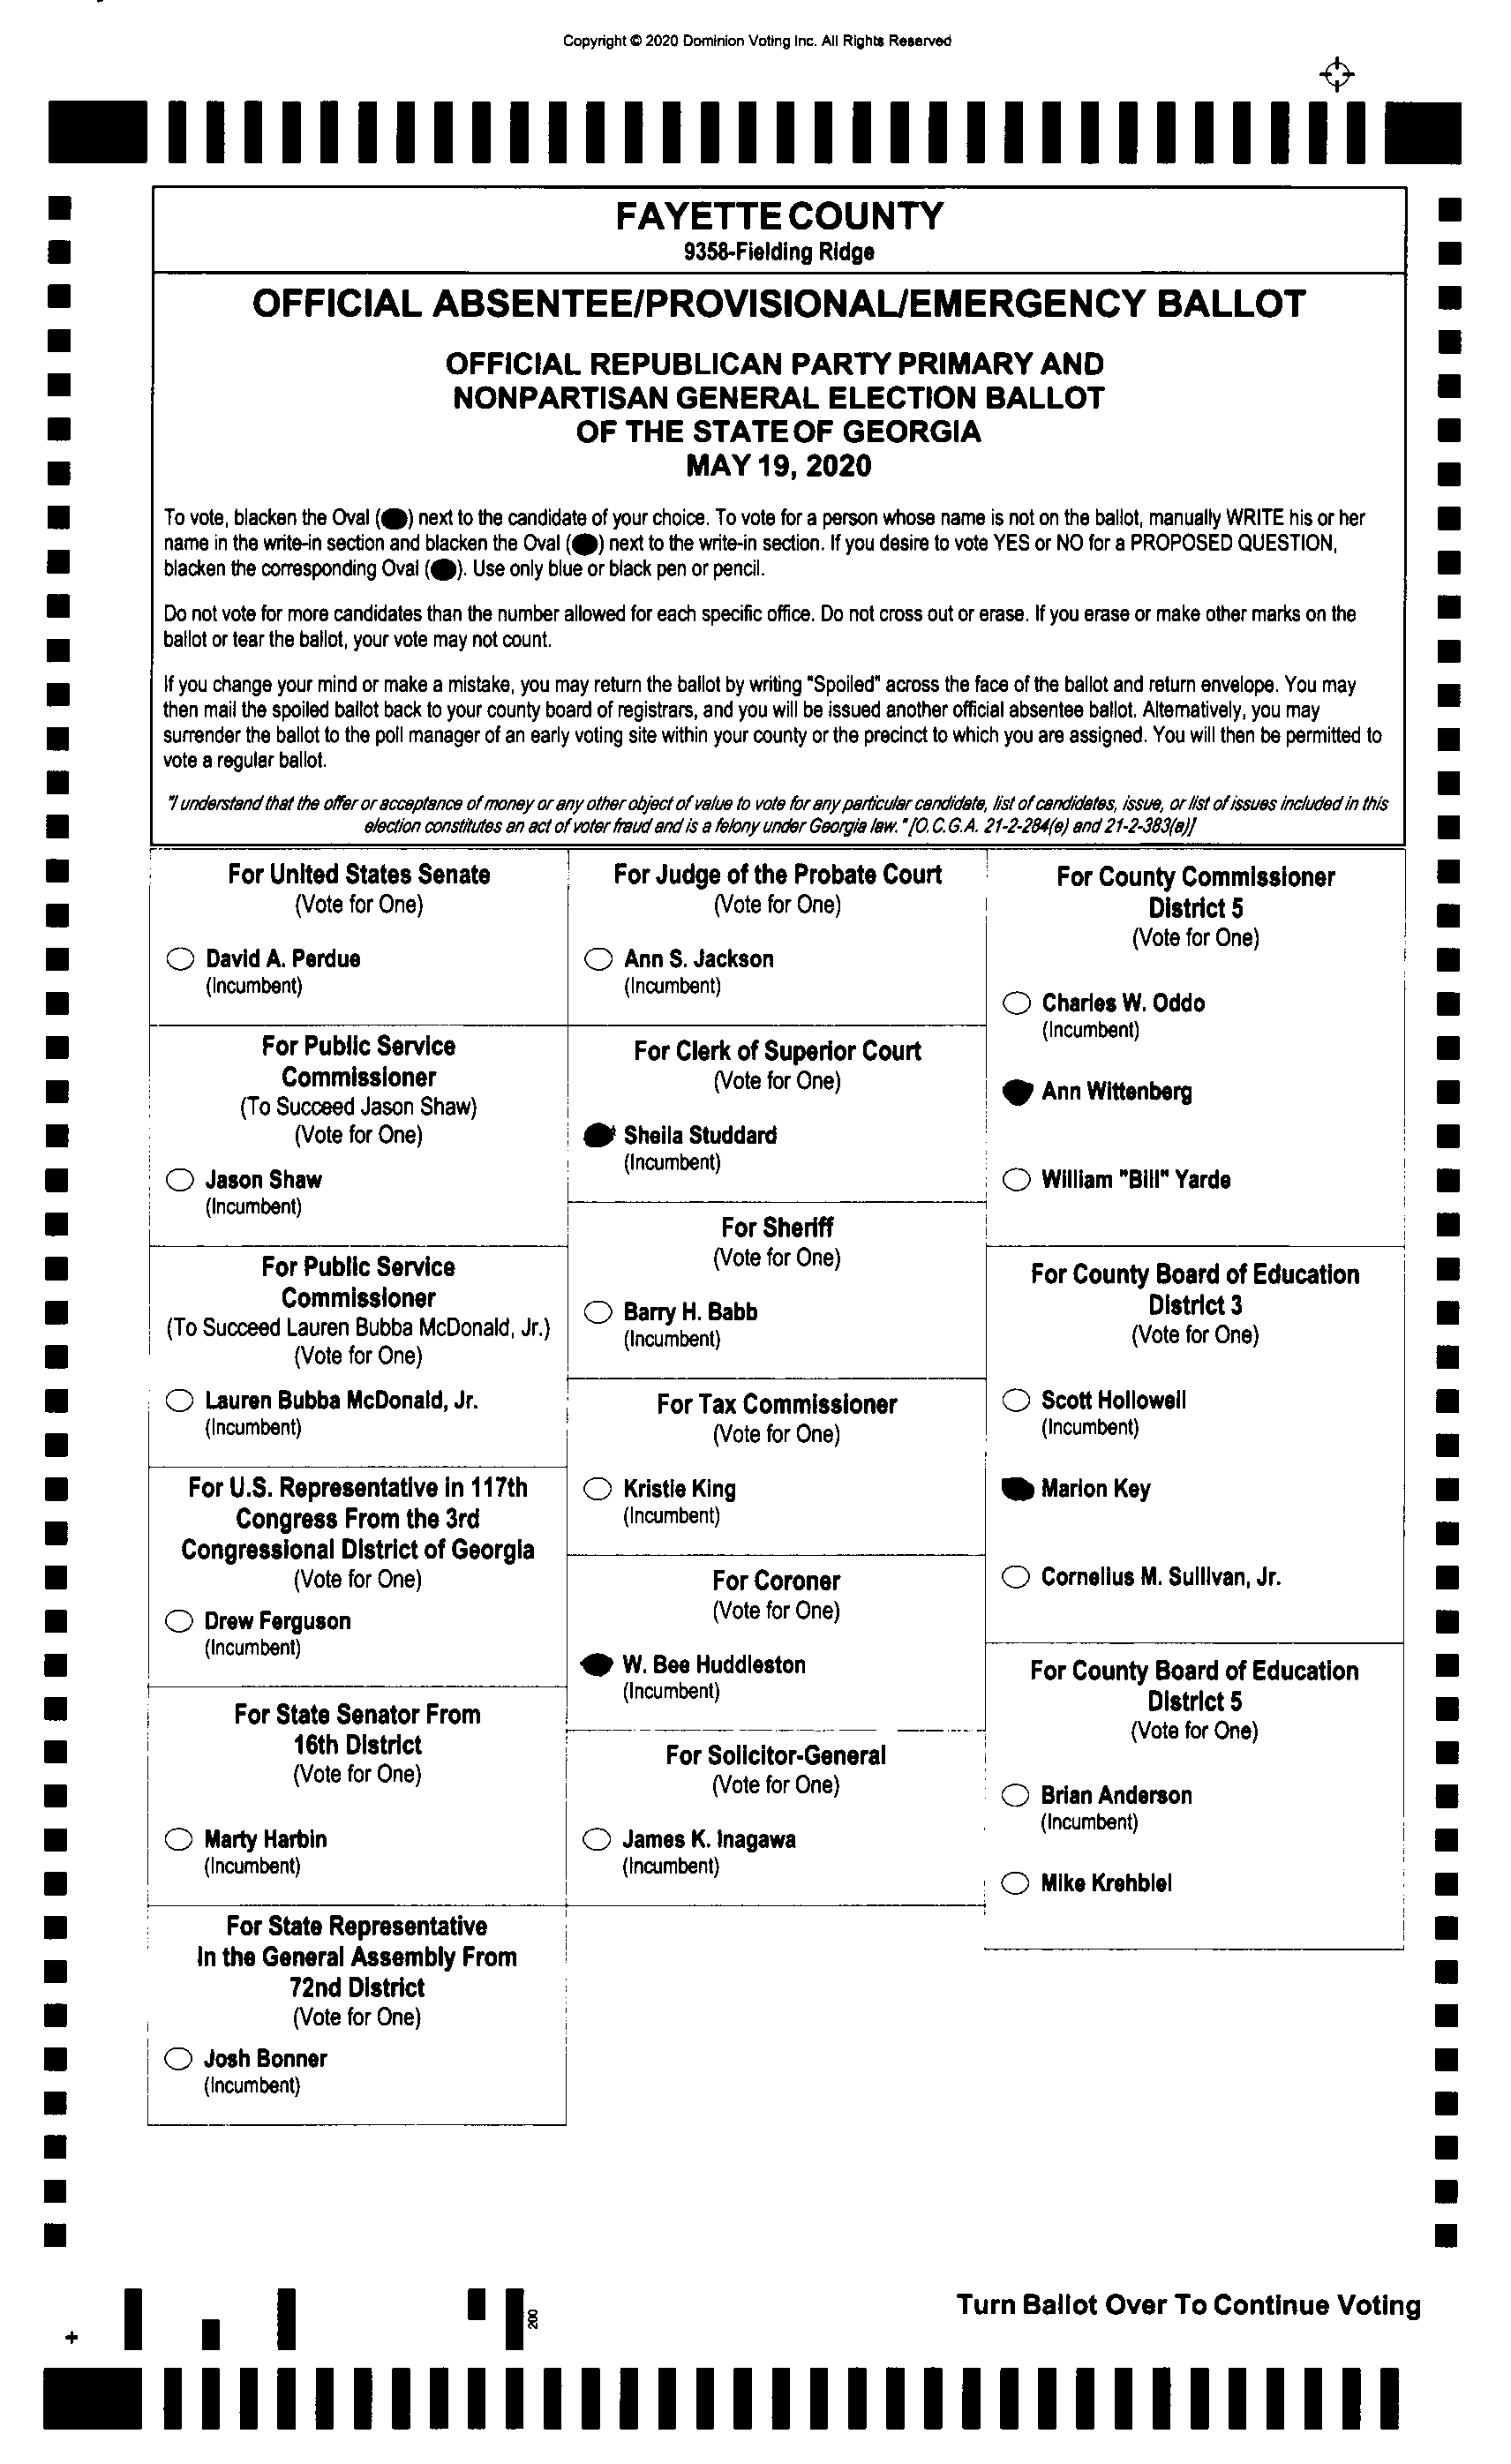 Copyright © 2020 Dominion Voting Inc. All Rights Reserved
FAYETTE COUNTY
9358-Fielding Ridge
OFFICIAL ABSENTEE/PROVISIONAL/EMERGENCY BALLOT
OFFICIAL REPUBLICAN PARTY PRIMARY AND
NONPARTISAN GENERAL ELECTION BALLOT
OF THE STATE OF GEORGIA
MAY 19, 2020
To vote, blacken the Oval ( ) next to the candidate of your choice. To vote for a person whose name is not on the ballot, manually WRITE his or her
name in the write-in section and blacken the Oval ( ) next to the write-in section. If you desire to vote YES or NO for a PROPOSED QUESTION,
blacken the corresponding Oval ( ). Use only blue or black pen or pencil.
Do not vote for more candidates than the number allowed for each specific office. Do not cross out or erase. If you erase or make other marks on the
ballot or tear the ballot, your vote may not count.
If you change your mind or make a mistake, you may return the ballot by writing "Spoiled" across the face of the ballot and return envelope. You may
then mail the spoiled ballot back to your county board of registrars, and you will be issued another official absentee ballot. Alternatively, you may
surrender the ballot to the poll manager of an early voting site within your county or the precinct to which you are assigned. You will then be permitted to
vote a regular ballot.
"I understand that the offer or acceptance of money or any other object of value to vote for any particular candidate, list of candidates, issue, or list of issues included in this
election constitutes an act of voter fraud and is a felony under Georgia law." [O.C.G.A. 21-2-284(e) and 21-2-383(a)]
For United States Senate
(Vote for One)
David A. Perdue
(Incumbent)
For Public Service
Commissioner
(To Succeed Jason Shaw)
(Vote for One)
Jason Shaw
(Incumbent)
For Public Service
Commissioner
(To Succeed Lauren Bubba McDonald, Jr.)
(Vote for One)
Lauren Bubba McDonald, Jr.
(Incumbent)
For U.S. Representative in 117th
Congress From the 3rd
Congressional District of Georgia
(Vote for One)
Drew Ferguson
(Incumbent)
For State Senator From
16th District
(Vote for One)
Marty Harbin
(Incumbent)
For State Representative
In the General Assembly From
72nd District
(Vote for One)
Josh Bonner
(Incumbent)
For Judge of the Probate Court
(Vote for One)
Ann S. Jackson
(Incumbent)
For Clerk of Superior Court
(Vote for One)
Sheila Studdard
(Incumbent)
For Sheriff
(Vote for One)
Barry H. Babb
(Incumbent)
For Tax Commissioner
(Vote for One)
Kristie King
(Incumbent)
For Coroner
(Vote for One)
W. Bee Huddleston
(Incumbent)
For Solicitor-General
(Vote for One)
James K. Inagawa
(Incumbent)
For County Commissioner
District 5
(Vote for One)
Charles W. Oddo
(Incumbent)
Ann Wittenberg
William "Bill" Yarde
For County Board of Education
District 3
(Vote for One)
Scott Hollowell
(Incumbent)
Marion Key
Cornelius M. Sullivan, Jr.
For County Board of Education
District 5
(Vote for One)
Brian Anderson
(Incumbent)
Mike Krehbiel
Turn Ballot Over To Continue Voting
200